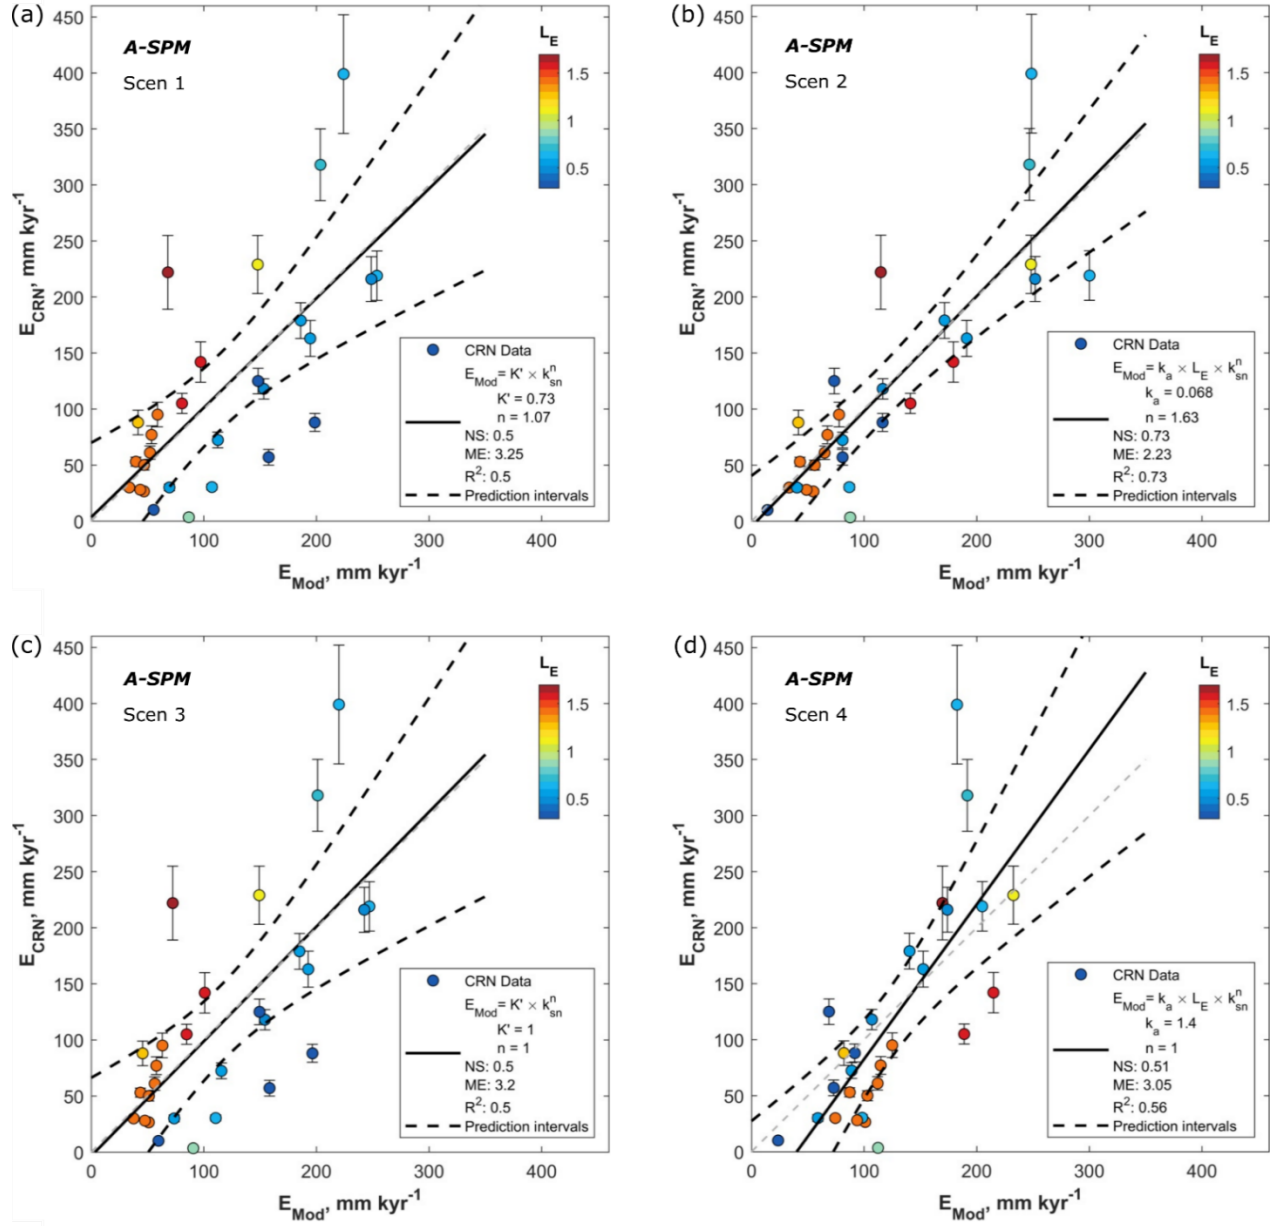 (a)
A-SPM
Scen 1
L_E
1.5
1
0.5
450
400
350
300
250
200
150
100
50
0
E_CRN, mm kyr^-1
CRN Data
E_Mod = K' × k_sn^n
K' = 0.73
n = 1.07
NS: 0.5
ME: 3.25
R^2: 0.5
Prediction intervals
0 100 200 300 400
E_Mod, mm kyr^-1
(b)
A-SPM
Scen 2
L_E
1.5
1
0.5
450
400
350
300
250
200
150
100
50
0
E_CRN, mm kyr^-1
CRN Data
E_Mod = k_a × L_E × k_sn^n
k_a = 0.068
n = 1.63
NS: 0.73
ME: 2.23
R^2: 0.73
Prediction intervals
0 100 200 300 400
E_Mod, mm kyr^-1
(c)
A-SPM
Scen 3
L_E
1.5
1
0.5
450
400
350
300
250
200
150
100
50
0
E_CRN, mm kyr^-1
CRN Data
E_Mod = K' × k_sn^n
K' = 1
n = 1
NS: 0.5
ME: 3.2
R^2: 0.5
Prediction intervals
0 100 200 300 400
E_Mod, mm kyr^-1
(d)
A-SPM
Scen 4
L_E
1.5
1
0.5
450
400
350
300
250
200
150
100
50
0
E_CRN, mm kyr^-1
CRN Data
E_Mod = k_a × L_E × k_sn^n
k_a = 1.4
n = 1
NS: 0.51
ME: 3.05
R^2: 0.56
Prediction intervals
0 100 200 300 400
E_Mod, mm kyr^-1